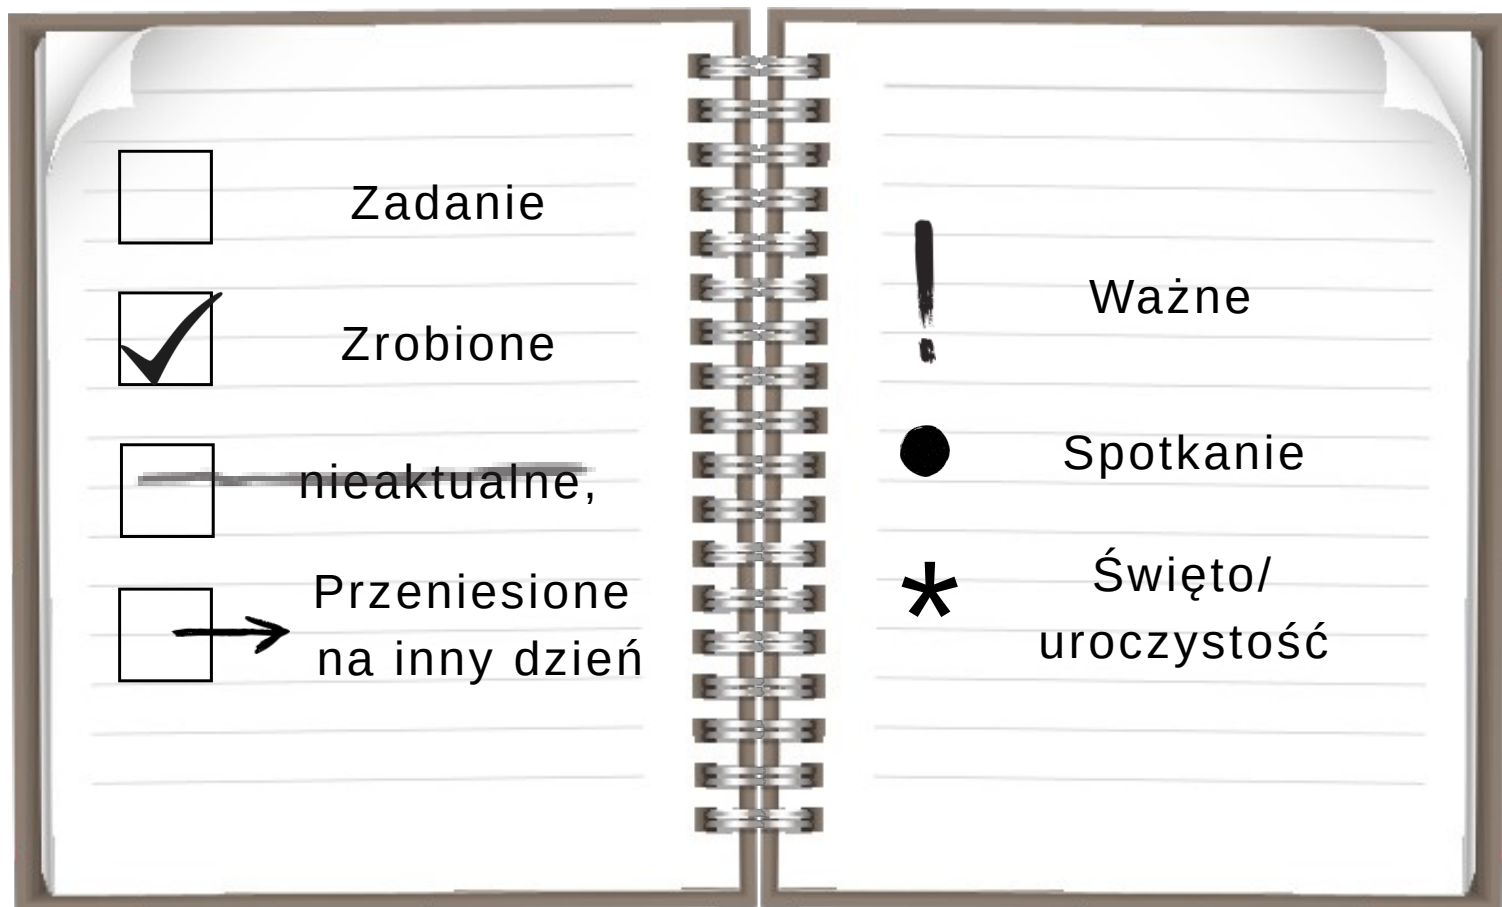 Zadanie
Zrobione
nieaktualne,
Przeniesione
na inny dzień
!
Ważne
Spotkanie
*
Święto/
uroczystość